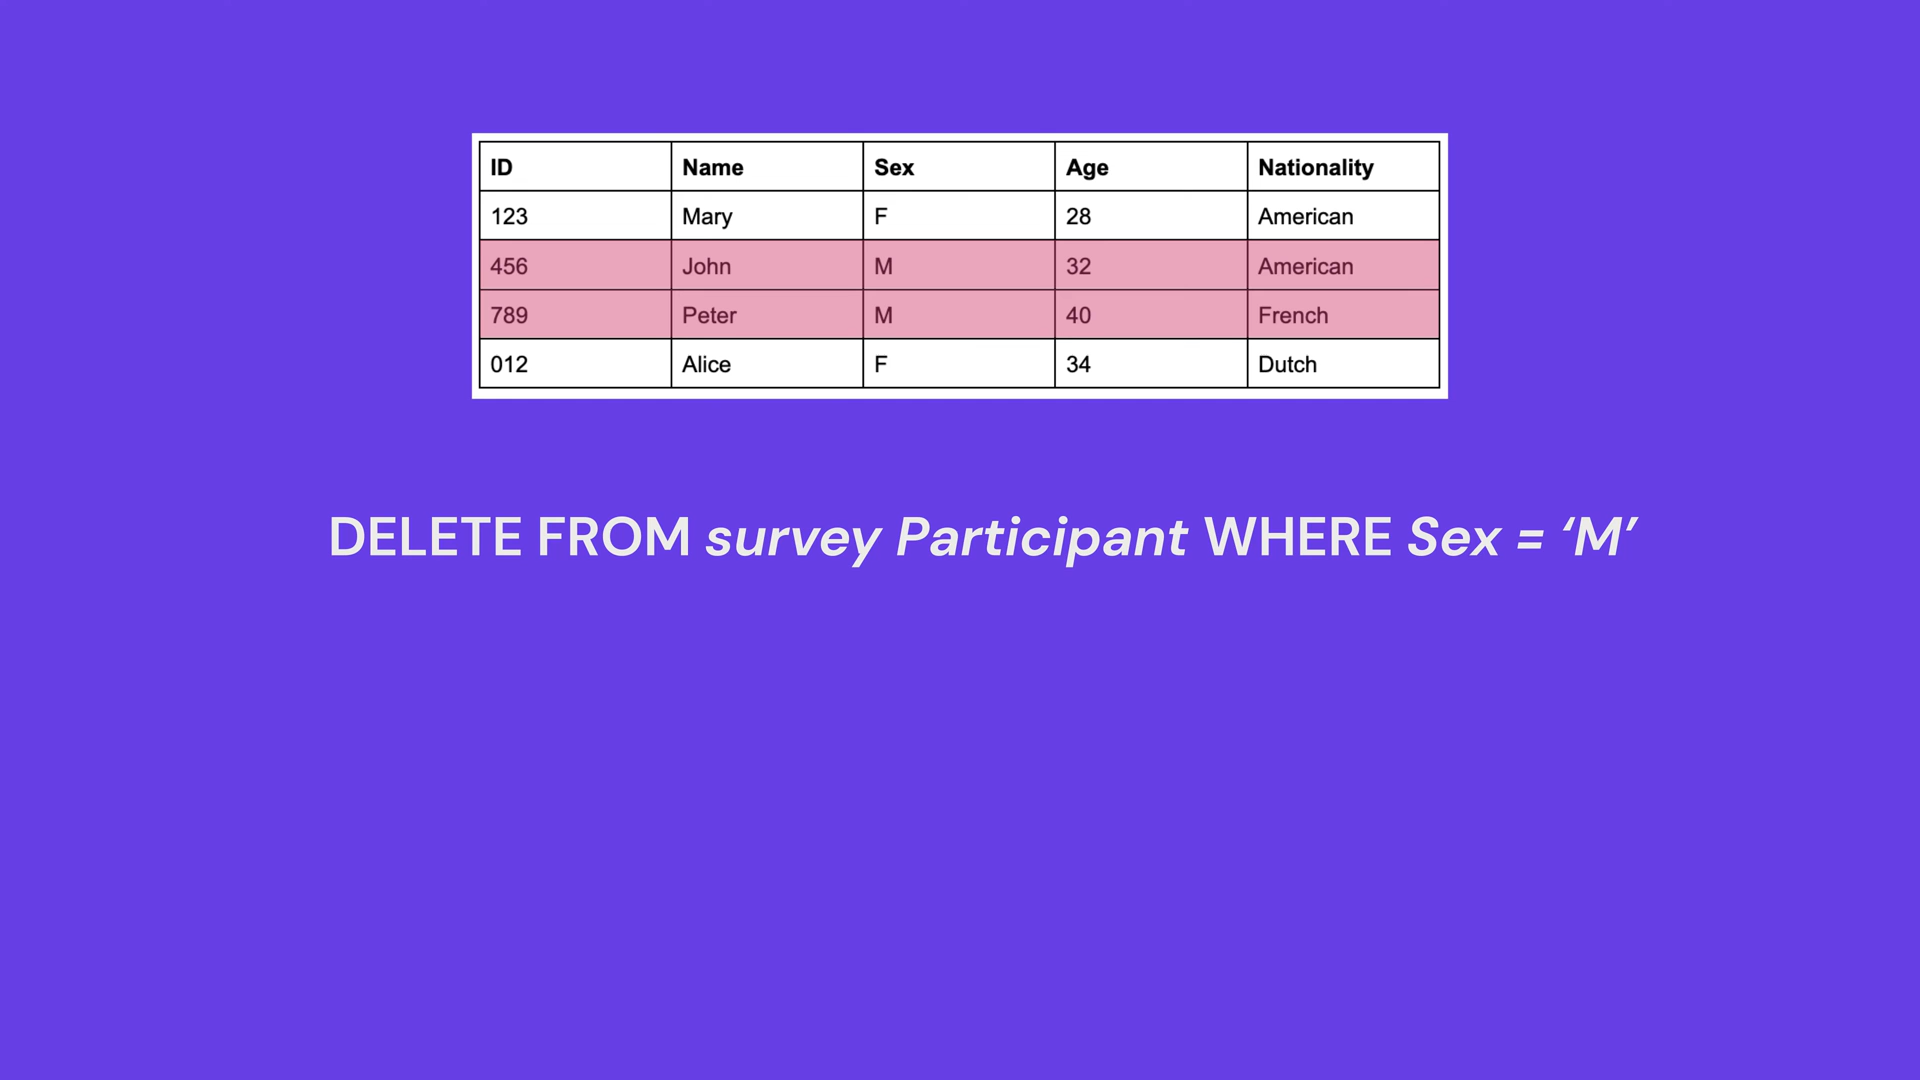 ID Name Sex Age Nationality
123 Mary F 28 American
456 John M 32 American
789 Peter M 40 French
012 Alice F 34 Dutch
DELETE FROM survey Participant WHERE Sex = ‘M’